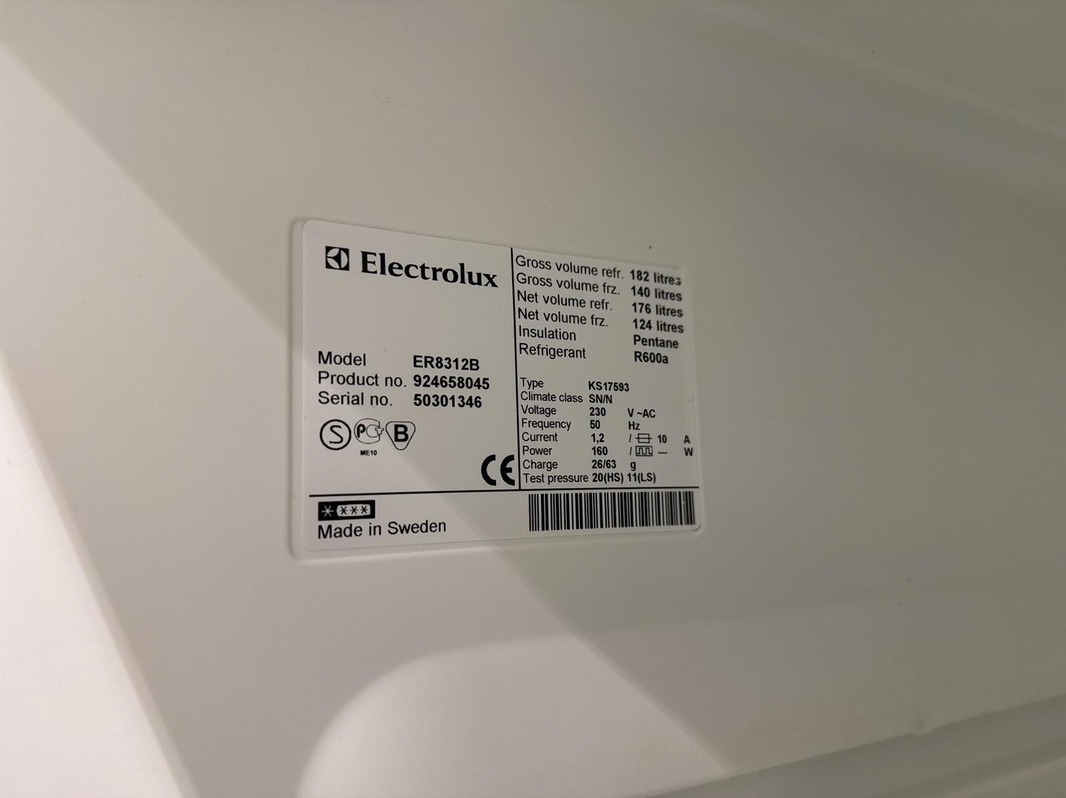 Electrolux
Model ER8312B
Product no. 924658045
Serial no. 50301346
S PC B
ME10
CE
Made in Sweden
Gross volume refr. 182 litres
Gross volume frz. 140 litres
Net volume refr. 176 litres
Net volume frz. 124 litres
Insulation Pentane
Refrigerant R600a
Type KS17593
Climate class SN/N
Voltage 230 V ~AC
Frequency 50 Hz
Current 1,2 / 10 A
Power 160 / --- W
Charge 26/63 g
Test pressure 20(HS) 11(LS)